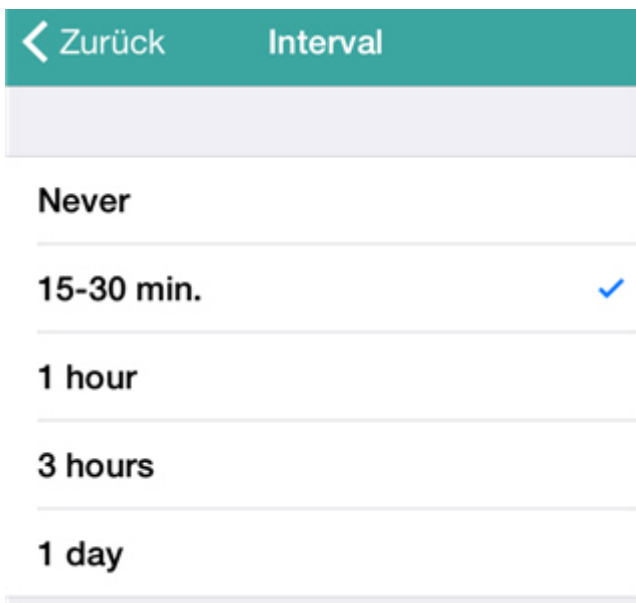 Zurück Interval
Never
15-30 min.
1 hour
3 hours
1 day